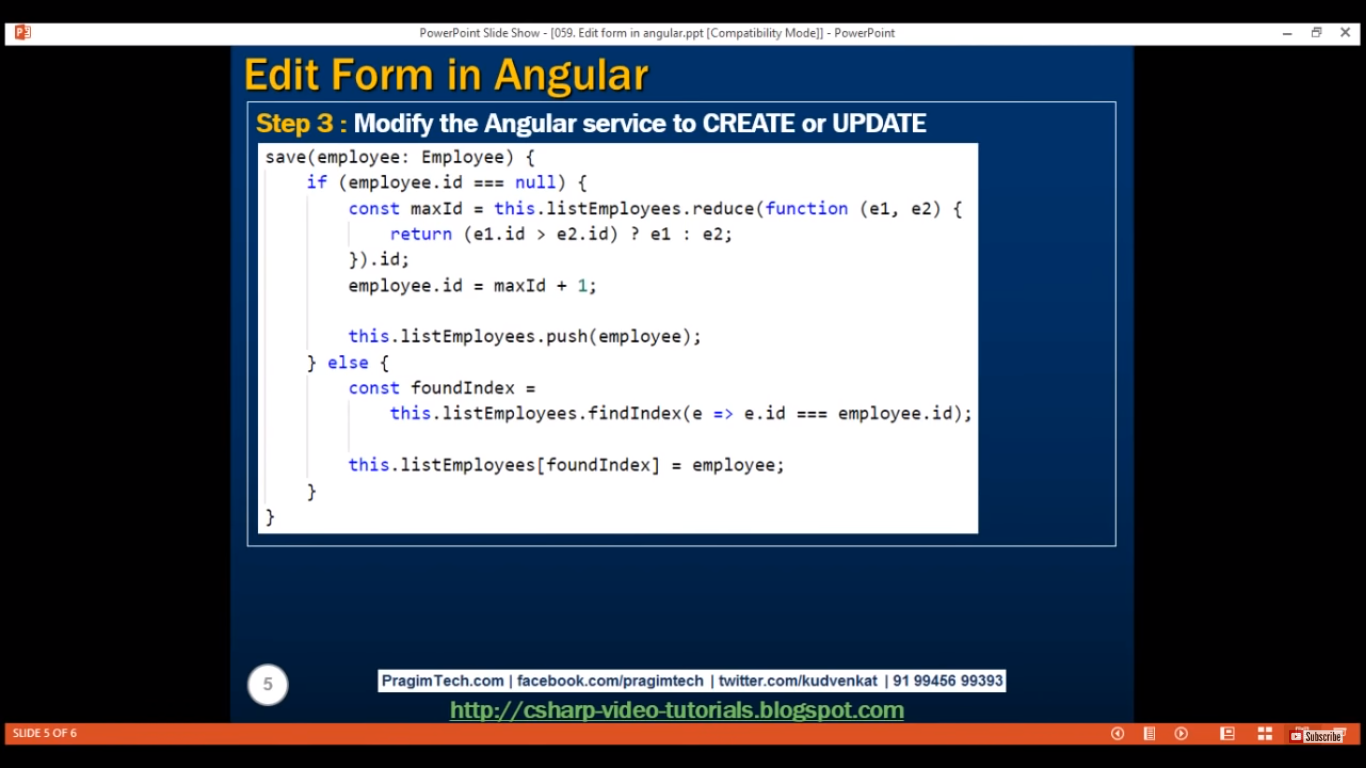 PowerPoint Slide Show - [059. Edit form in angular.ppt [Compatibility Mode]] - PowerPoint
Edit Form in Angular
Step 3 : Modify the Angular service to CREATE or UPDATE
save(employee: Employee) {
if (employee.id === null) {
const maxId = this.listEmployees.reduce(function (e1, e2) {
return (e1.id > e2.id) ? e1 : e2;
}).id;
employee.id = maxId + 1;
this.listEmployees.push(employee);
} else {
const foundIndex =
this.listEmployees.findIndex(e => e.id === employee.id);
this.listEmployees[foundIndex] = employee;
}
}
5
PragimTech.com | facebook.com/pragimtech | twitter.com/kudvenkat | 91 99456 99393
http://csharp-video-tutorials.blogspot.com
SLIDE 5 OF 6
Subscribe